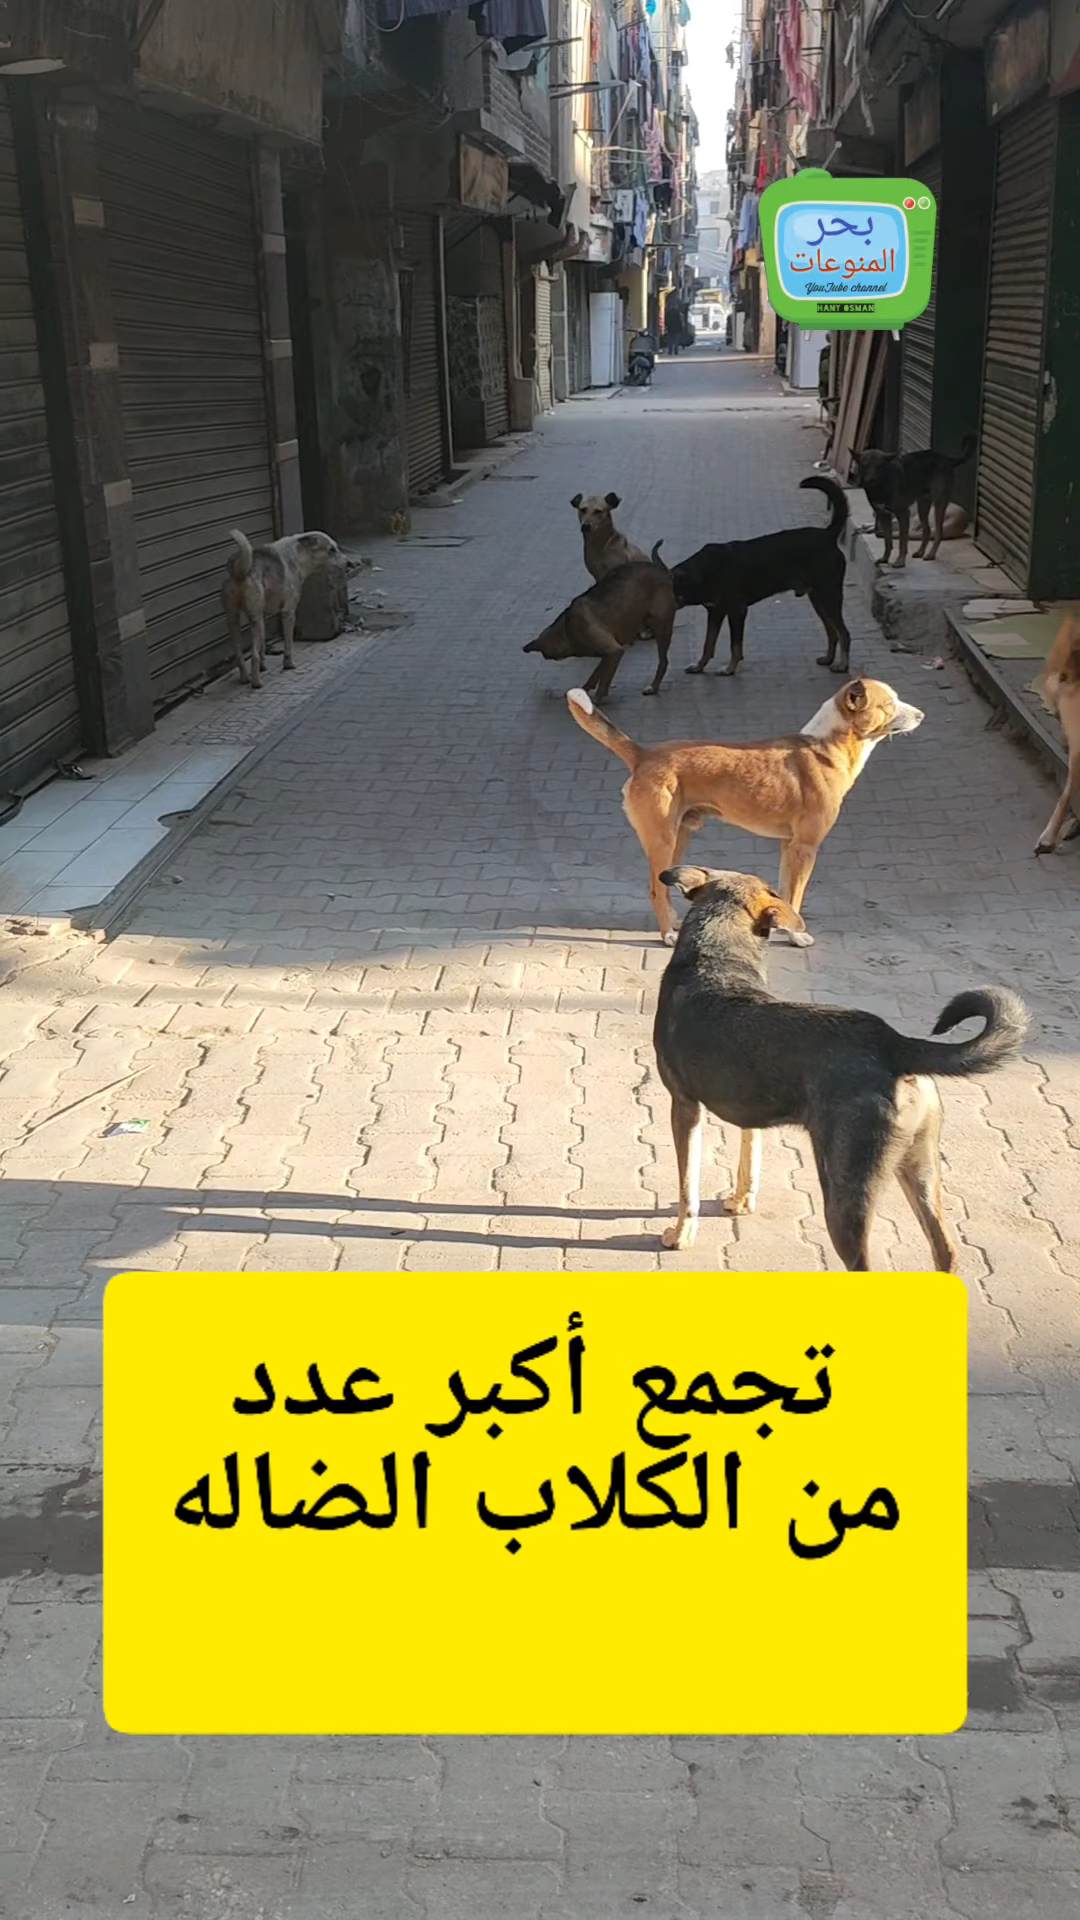 بحر
المنوعات
YouTube channel
HANY OSMAN
تجمع أكبر عدد
من الكلاب الضاله